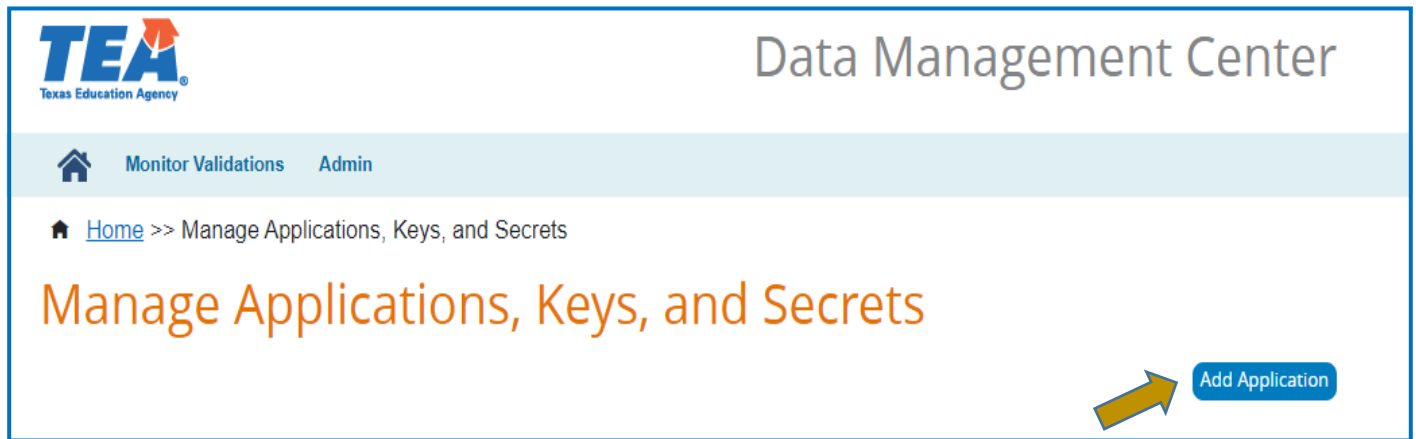 TEA®
Texas Education Agency
Data Management Center
Monitor Validations Admin
Home >> Manage Applications, Keys, and Secrets
Manage Applications, Keys, and Secrets
Add Application